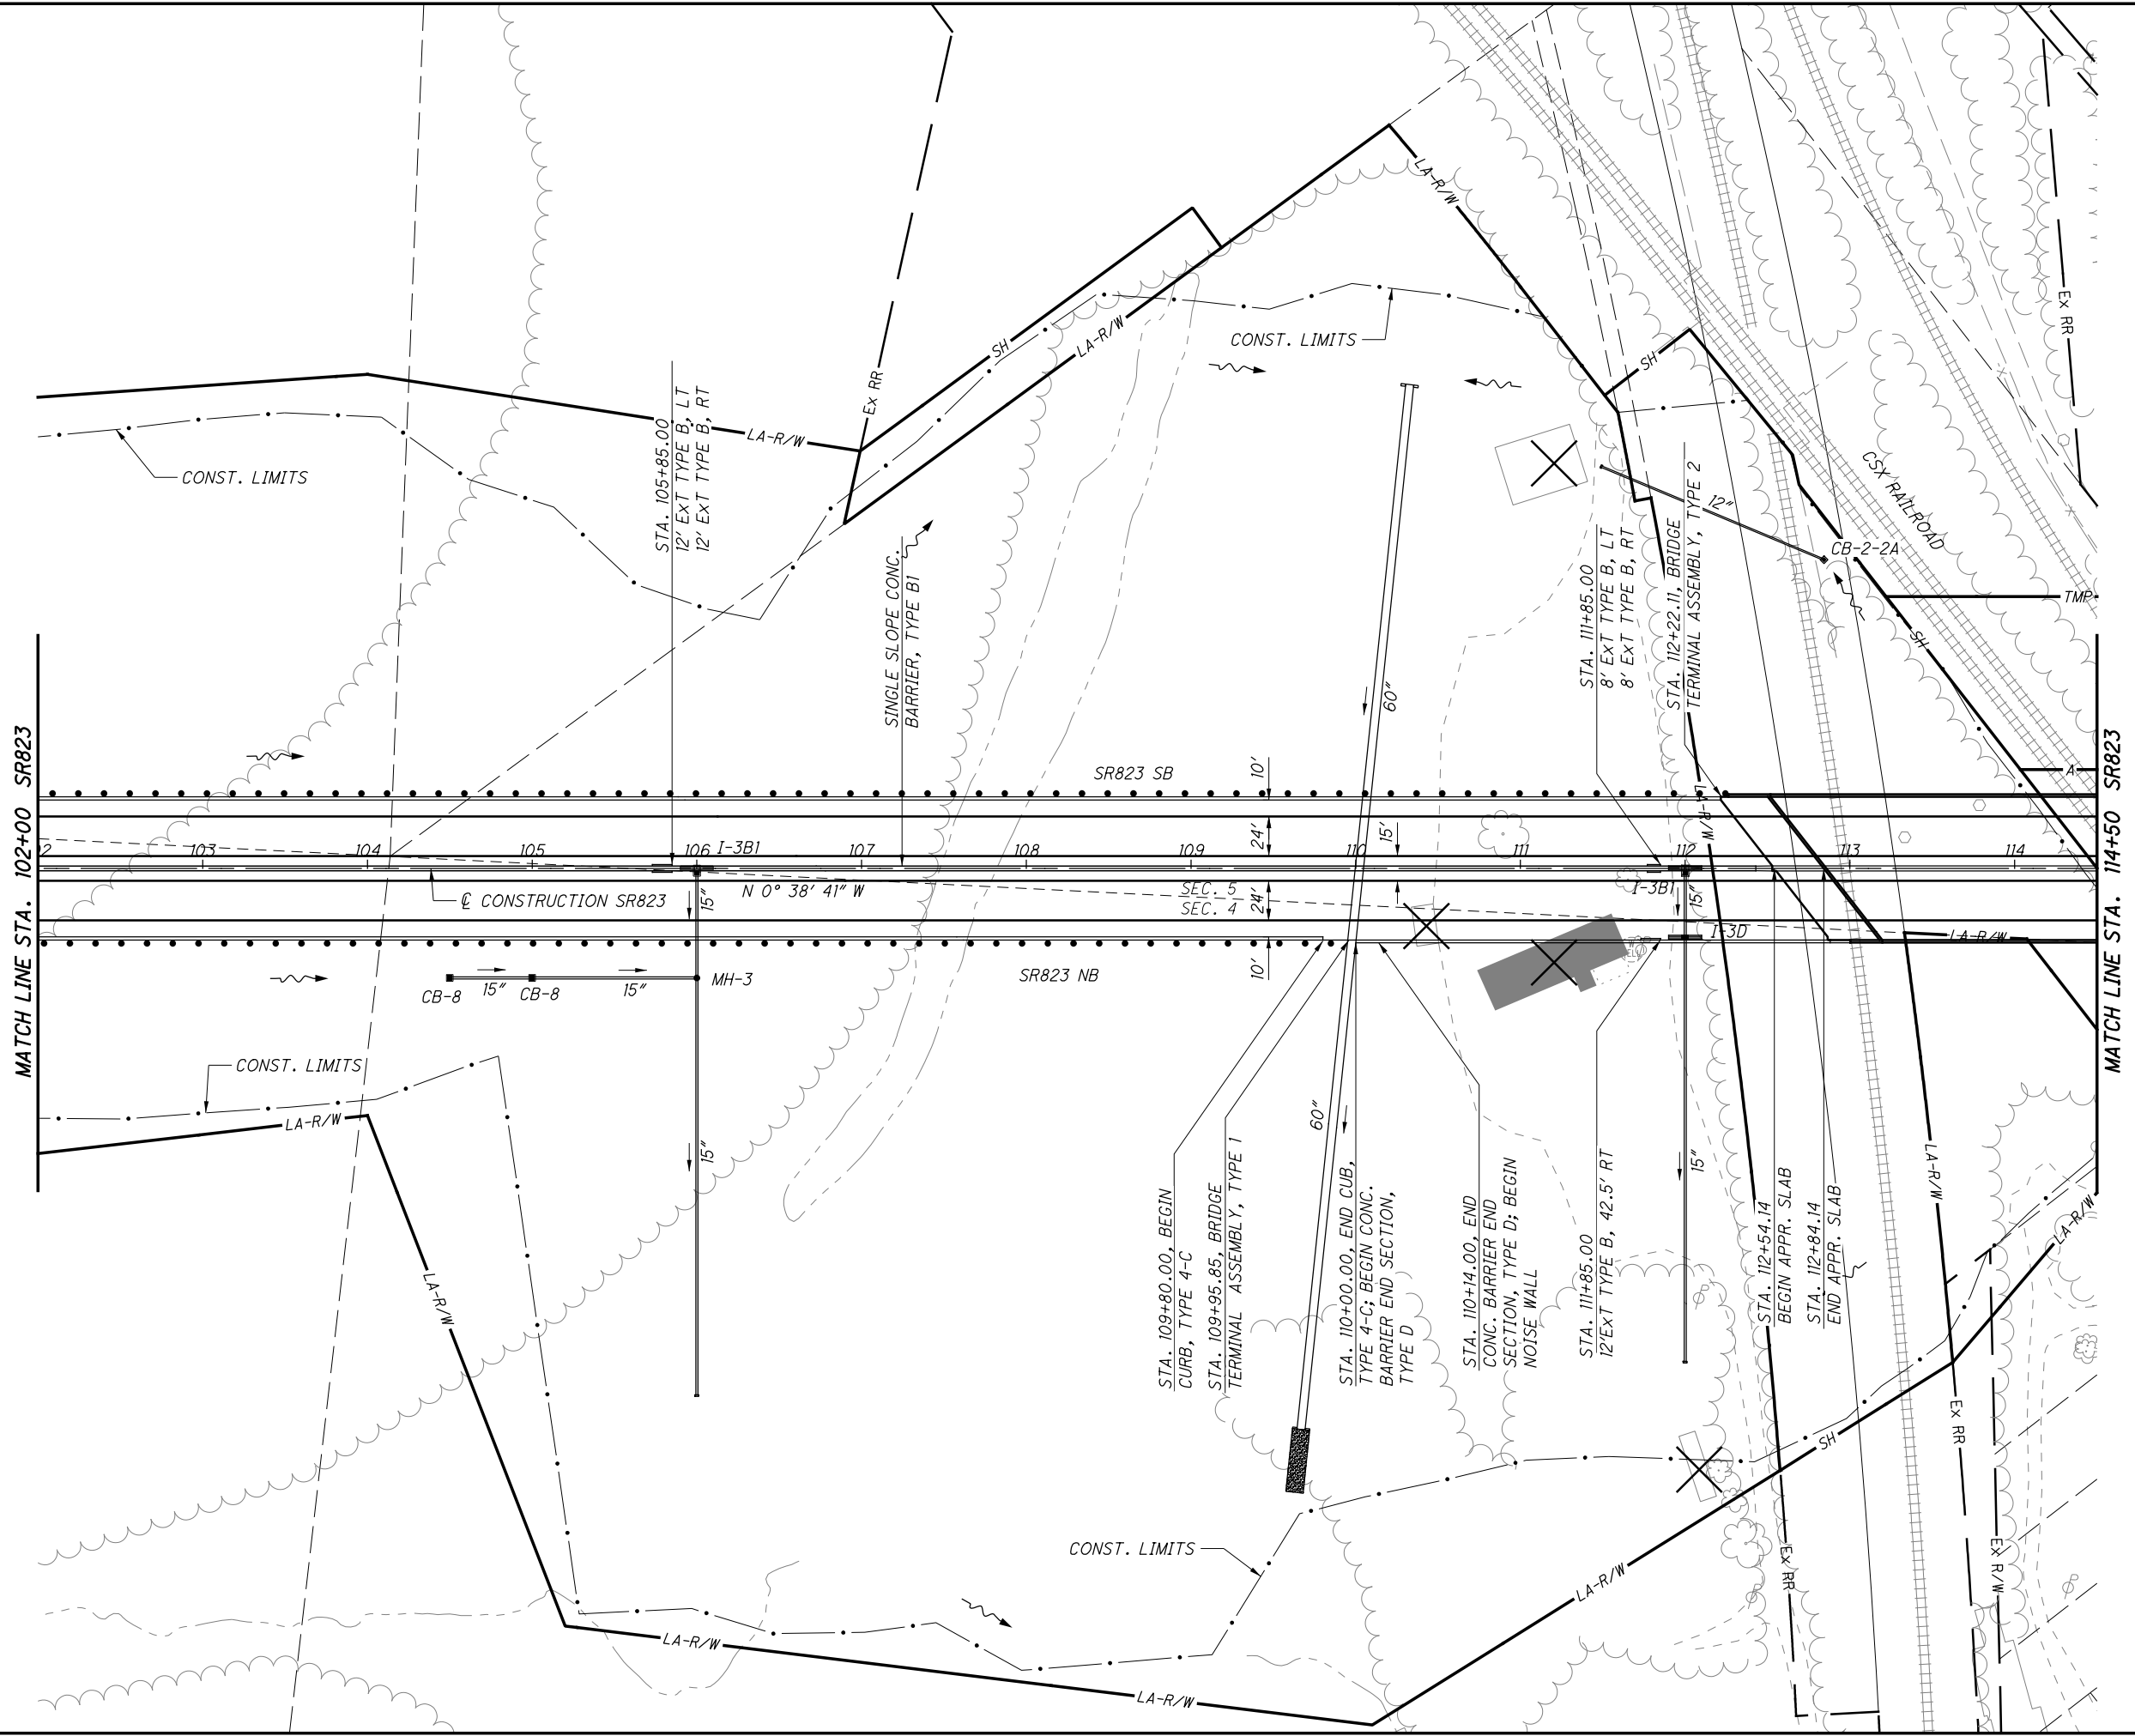 LA-R/W
Ex RR
SH
LA-R/W
CONST. LIMITS
SH
Ex RR
CONST. LIMITS
LA-R/W
STA. 105+85.00
12' EXT TYPE B, LT
12' EXT TYPE B, RT
SINGLE SLOPE CONC.
BARRIER, TYPE B1
12"
CSX RAILROAD
CB-2-2A
TMP
SH
A
STA. 111+85.00
8' EXT TYPE B, LT
8' EXT TYPE B, RT
STA. 112+22.11, BRIDGE
TERMINAL ASSEMBLY, TYPE 2
60"
LA-R/W
MATCH LINE STA. 102+00 SR823
MATCH LINE STA. 114+50 SR823
SR823 SB
10'
24'
15'
103
104
105
106
107
108
109
110
111
112
113
114
I-3B1
N 0° 38' 41" W
℄ CONSTRUCTION SR823
15"
SEC. 5
SEC. 4
24'
10'
I-3B1
15"
I-3D
LA-R/W
SR823 NB
CB-8
15"
CB-8
15"
MH-3
CONST. LIMITS
LA-R/W
15"
60"
15"
STA. 109+80.00, BEGIN
CURB, TYPE 4-C
STA. 109+95.85, BRIDGE
TERMINAL ASSEMBLY, TYPE 1
STA. 110+00.00, END CUB,
TYPE 4-C; BEGIN CONC.
BARRIER END SECTION,
TYPE D
STA. 110+14.00, END
CONC. BARRIER END
SECTION, TYPE D; BEGIN
NOISE WALL
STA. 111+85.00
12'EXT TYPE B, 42.5' RT
STA. 112+54.14
BEGIN APPR. SLAB
STA. 112+84.14
END APPR. SLAB
LA-R/W
LA-R/W
LA-R/W
Ex RR
SH
CONST. LIMITS
LA-R/W
Ex RR
Ex R/W
LA-R/W
LA-R/W